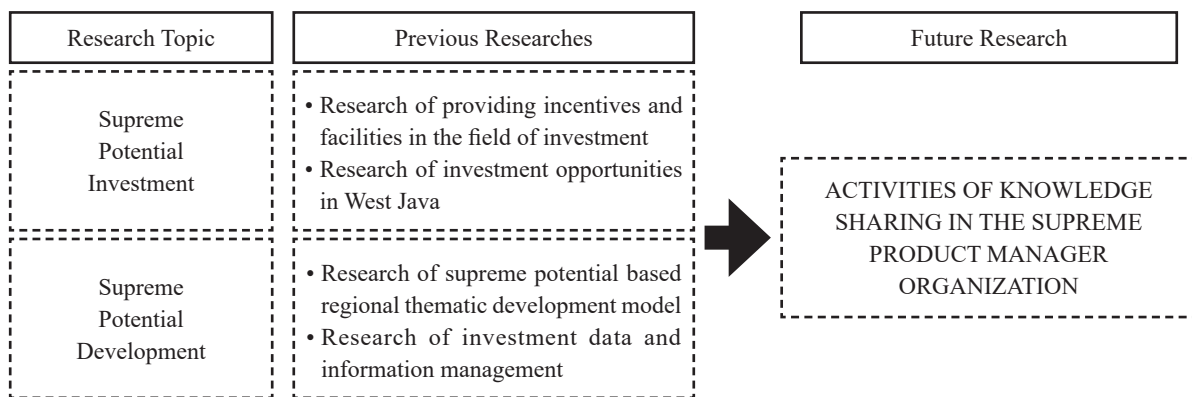 Research Topic
Previous Researches
Future Research
Supreme
Potential
Investment
• Research of providing incentives and
facilities in the field of investment
• Research of investment opportunities
in West Java
Supreme
Potential
Development
• Research of supreme potential based
regional thematic development model
• Research of investment data and
information management
ACTIVITIES OF KNOWLEDGE
SHARING IN THE SUPREME
PRODUCT MANAGER
ORGANIZATION